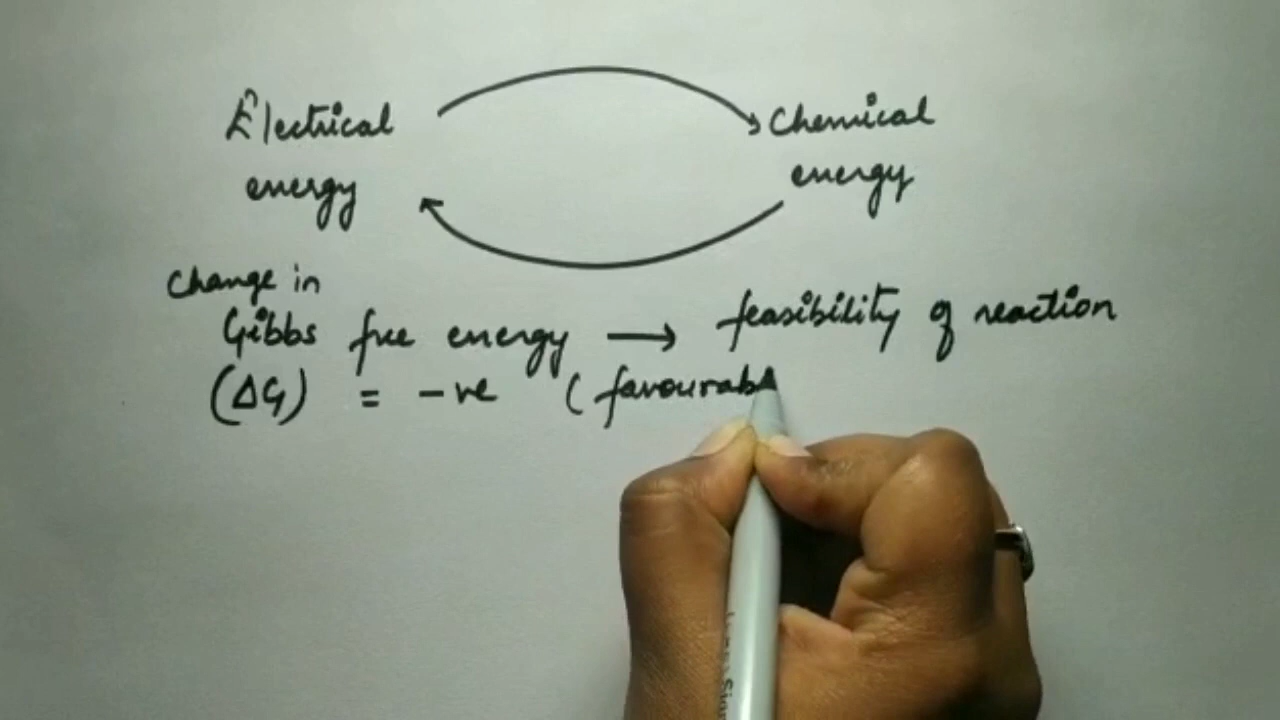 Electrical
energy
Chemical
energy
Change in
Gibbs free energy → feasibility of reaction
(ΔG) = -ve (favourab